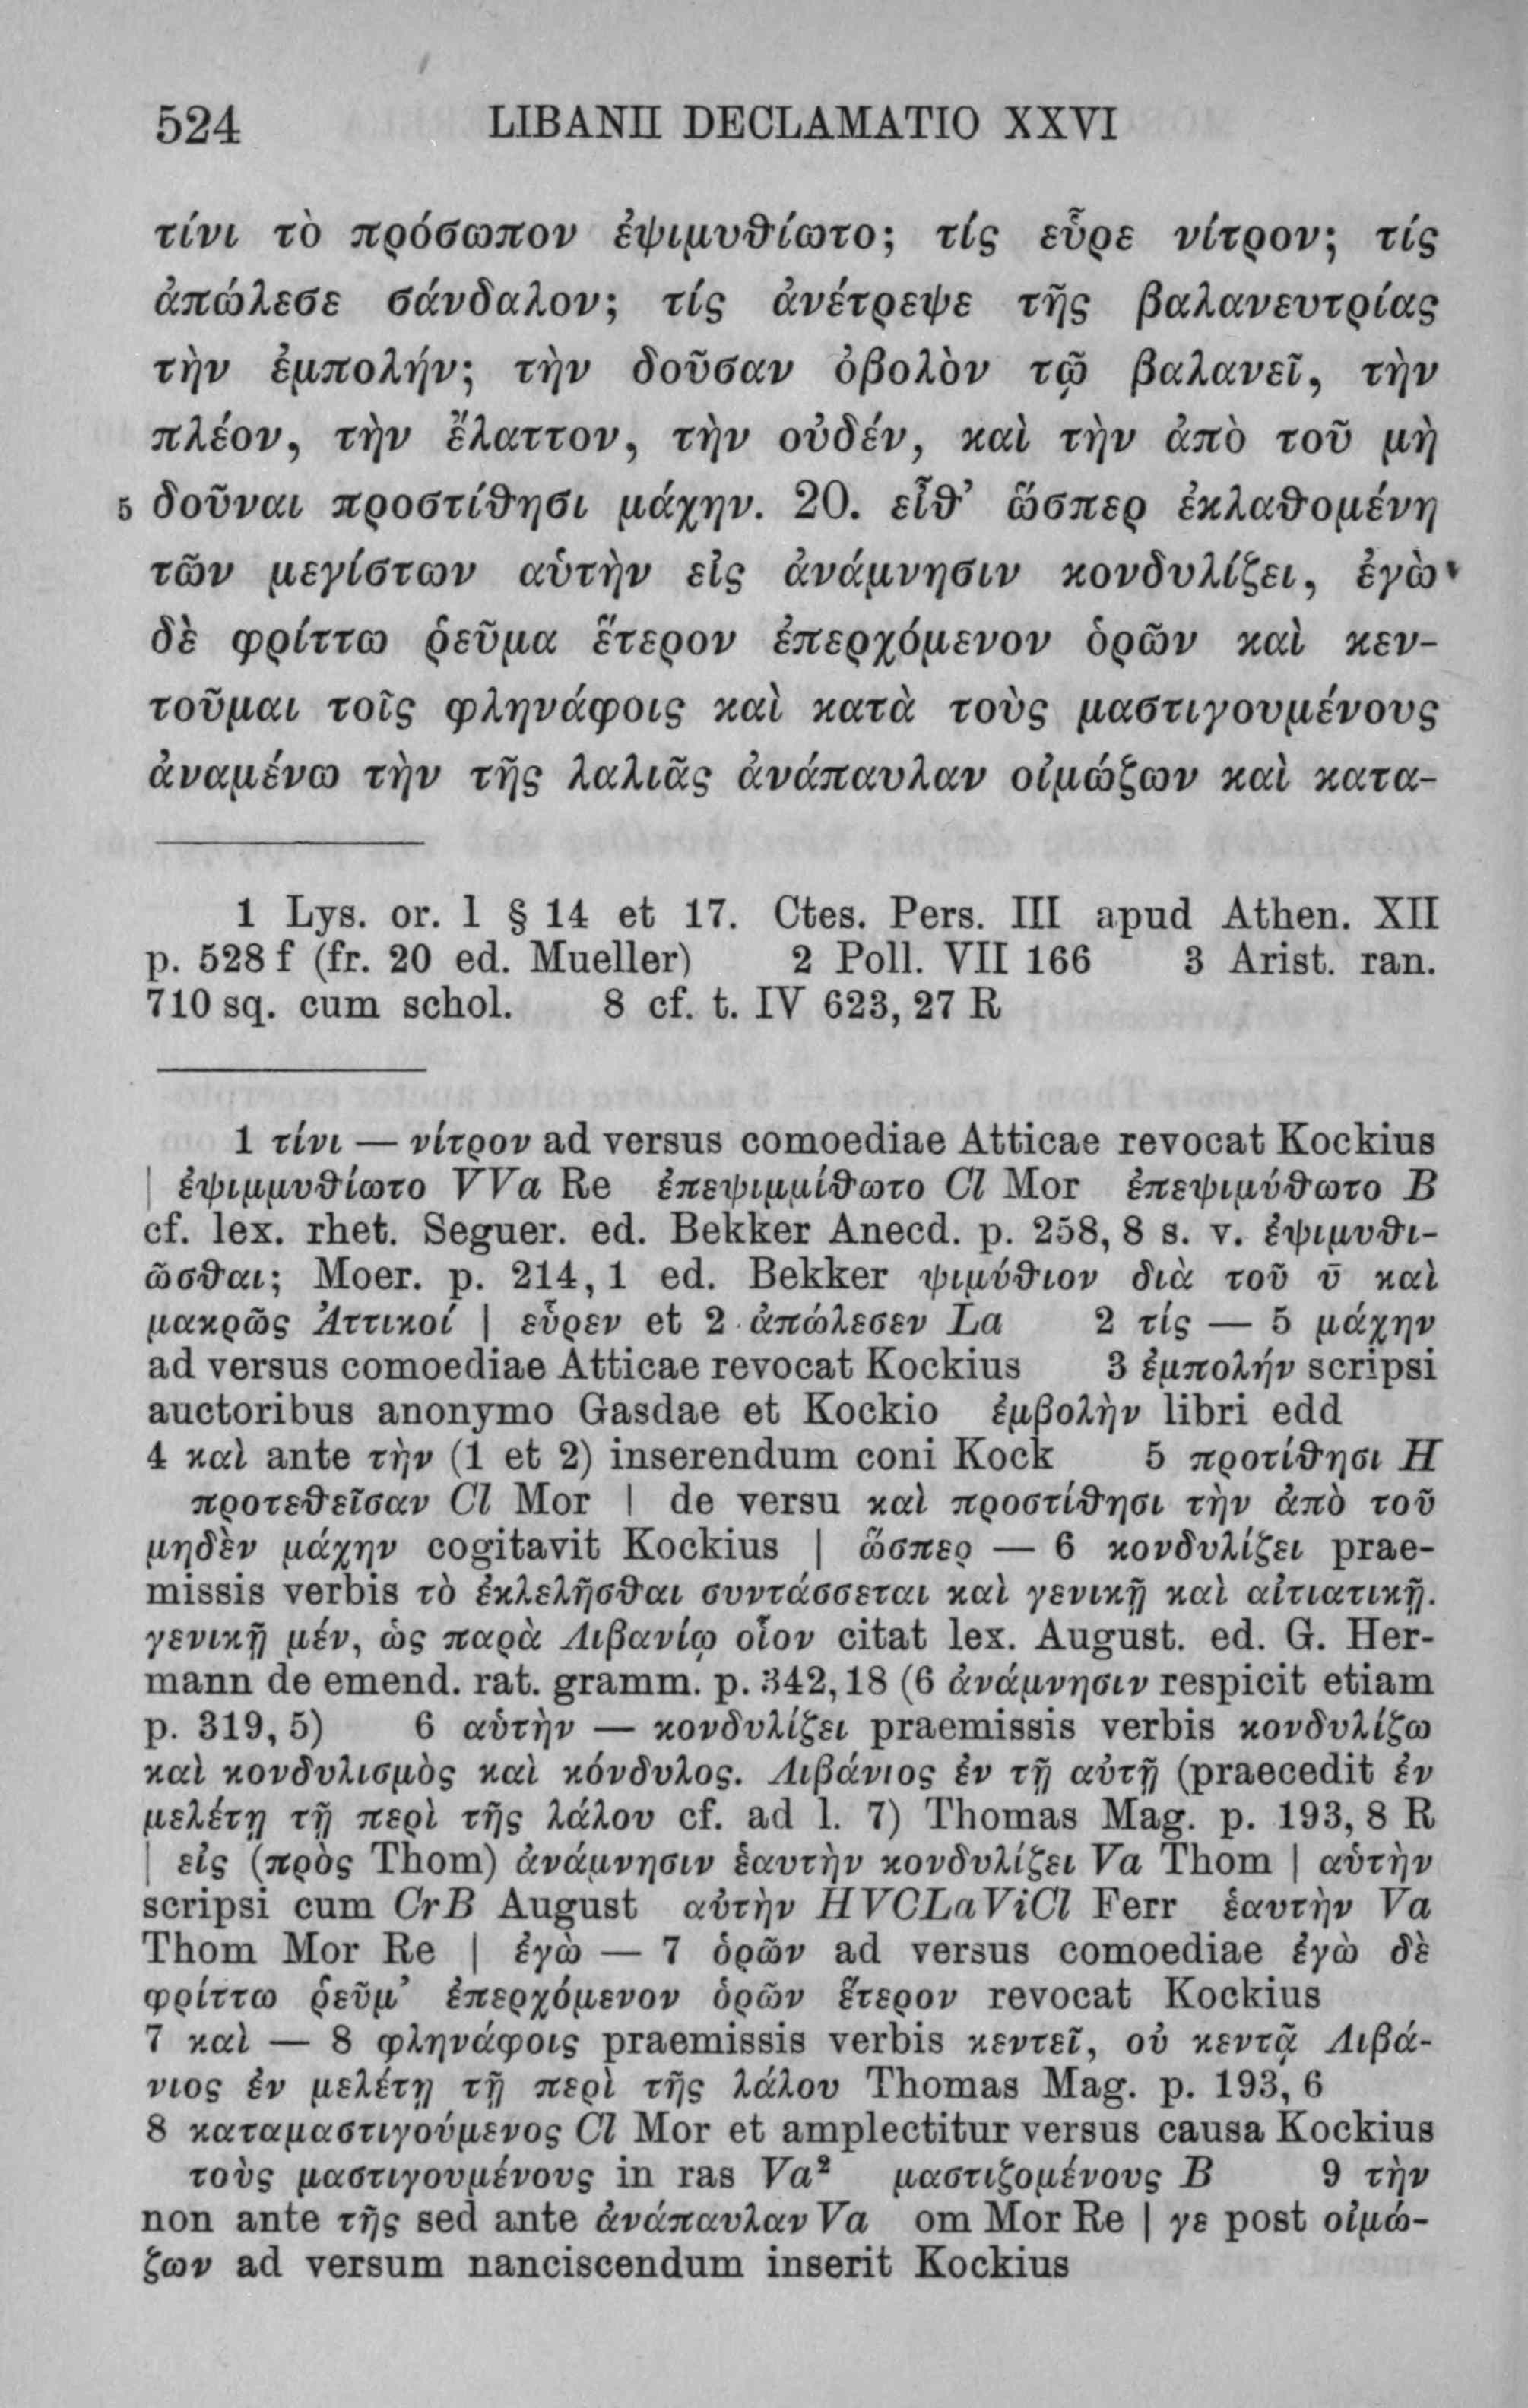 524 LIBANII DECLAMATIO XXVI
τίνι τὸ πρόσωπον ἐψιμυθίωτο; τίς εὗρε νίτρον; τίς
ἀπώλεσε σάνδαλον; τίς ἀνέτρεψε τῆς βαλανευτρίας
τὴν ἐμπολήν; τὴν δοῦσαν ὀβολὸν τῷ βαλανεῖ, τὴν
πλέον, τὴν ἔλαττον, τὴν οὐδέν, καὶ τὴν ἀπὸ τοῦ μὴ
5 δοῦναι προστίθησι μάχην. 20. εἶθ’ ὥσπερ ἐκλαθομένη
τῶν μεγίστων αὑτὴν εἰς ἀνάμνησιν κονδυλίζει, ἐγὼ
δὲ φρίττω ῥεῦμα ἕτερον ἐπερχόμενον ὁρῶν καὶ κεν-
τοῦμαι τοῖς φληνάφοις καὶ κατὰ τοὺς μαστιγουμένους
ἀναμένω τὴν τῆς λαλιᾶς ἀνάπαυλαν οἰμώζων καὶ κατα-
1 Lys. or. 1 § 14 et 17. Ctes. Pers. III apud Athen. XII
p. 528 f (fr. 20 ed. Mueller) 2 Poll. VII 166 3 Arist. ran.
710 sq. cum schol. 8 cf. t. IV 623, 27 R
1 τίνι — νίτρον ad versus comoediae Atticae revocat Kockius
| ἐψιμμυθίωτο VVa Re ἐπεψιμμίθωτο Cl Mor ἐπεψιμύθωτο B
cf. lex. rhet. Seguer. ed. Bekker Anecd. p. 258, 8 s. v. ἐψιμυθι-
ῶσθαι; Moer. p. 214, 1 ed. Bekker ψιμύθιον διὰ τοῦ ῡ καὶ
μακρῶς Ἀττικοί | εὗρεν et 2 ἀπώλεσεν La 2 τίς — 5 μάχην
ad versus comoediae Atticae revocat Kockius 3 ἐμπολήν scripsi
auctoribus anonymo Gasdae et Kockio ἐμβολὴν libri edd
4 καὶ ante τὴν (1 et 2) inserendum coni Kock 5 προτίθησι H
προτεθεῖσαν Cl Mor | de versu καὶ προστίθησι τὴν ἀπὸ τοῦ
μηδὲν μάχην cogitavit Kockius | ὥσπερ — 6 κονδυλίζει prae-
missis verbis τὸ ἐκλελῆσθαι συντάσσεται καὶ γενικῇ καὶ αἰτιατικῇ.
γενικῇ μέν, ὡς παρὰ Λιβανίῳ οἷον citat lex. August. ed. G. Her-
mann de emend. rat. gramm. p. 342, 18 (6 ἀνάμνησιν respicit etiam
p. 319, 5) 6 αὑτὴν — κονδυλίζει praemissis verbis κονδυλίζω
καὶ κονδυλισμὸς καὶ κόνδυλος. Λιβάνιος ἐν τῇ αὐτῇ (praecedit ἐν
μελέτῃ τῇ περὶ τῆς λάλου cf. ad l. 7) Thomas Mag. p. 193, 8 R
| εἰς (πρὸς Thom) ἀνάμνησιν ἑαυτὴν κονδυλίζει Va Thom | αὑτὴν
scripsi cum CrB August αὐτὴν HVCLaViCl Ferr ἑαυτὴν Va
Thom Mor Re | ἐγὼ — 7 ὁρῶν ad versus comoediae ἐγὼ δὲ
φρίττω ῥεῦμ’ ἐπερχόμενον ὁρῶν ἕτερον revocat Kockius
7 καὶ — 8 φληνάφοις praemissis verbis κεντεῖ, οὐ κεντᾷ Λιβά-
νιος ἐν μελέτῃ τῇ περὶ τῆς λάλου Thomas Mag. p. 193, 6
8 καταμαστιγούμενος Cl Mor et amplectitur versus causa Kockius
τοὺς μαστιγουμένους in ras Va² μαστιζομένους B 9 τὴν
non ante τῆς sed ante ἀνάπαυλαν Va om Mor Re | γε post οἰμώ-
ζων ad versum nanciscendum inserit Kockius